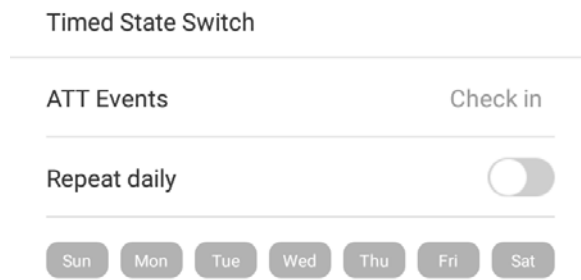 Timed State Switch
ATT Events Check in
Repeat daily
Sun Mon Tue Wed Thu Fri Sat